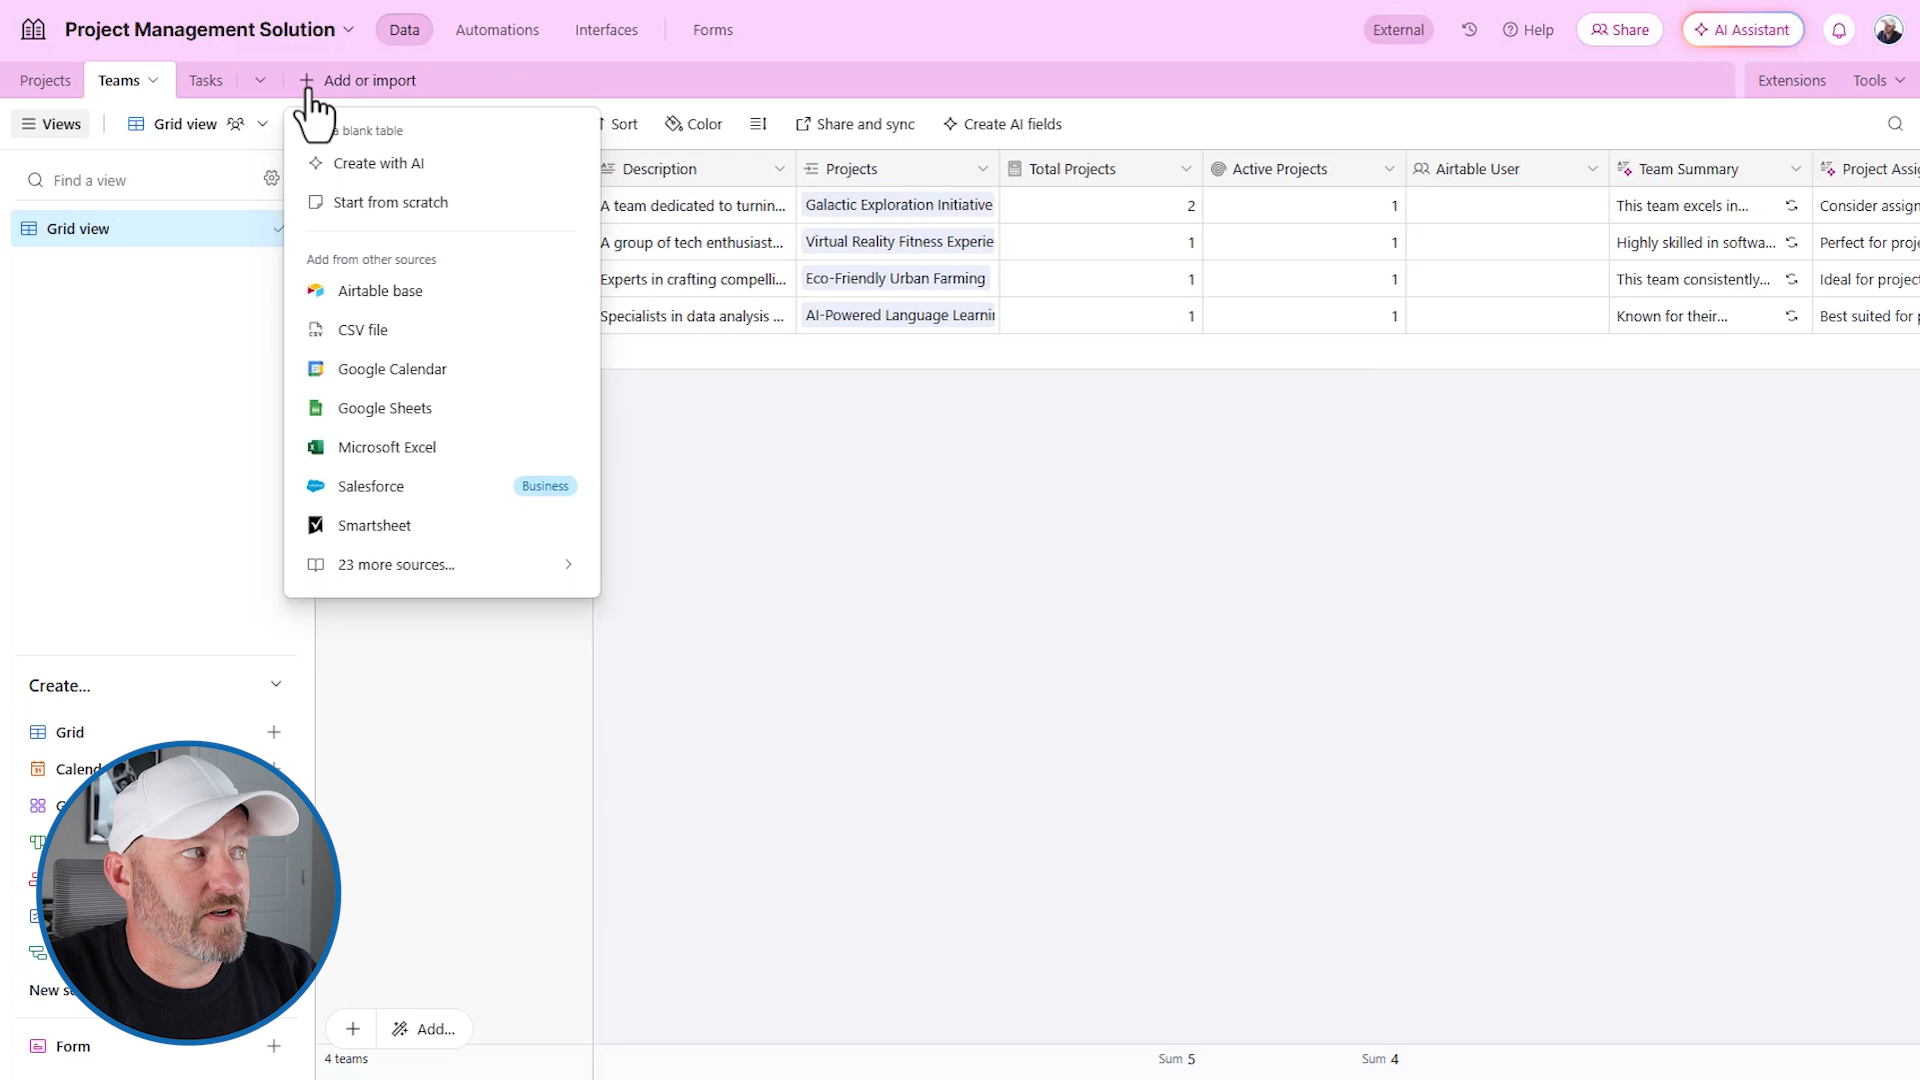 Project Management Solution
Data
Automations
Interfaces
Forms
External
Help
Share
AI Assistant
Projects
Teams
Tasks
Add or import
Extensions
Tools
Views
Grid view
Sort
Color
Share and sync
Create AI fields
a blank table
Create with AI
Start from scratch
Add from other sources
Airtable base
CSV file
Google Calendar
Google Sheets
Microsoft Excel
Salesforce
Business
Smartsheet
23 more sources...
Find a view
Grid view
Description
Projects
Total Projects
Active Projects
Airtable User
Team Summary
Project Assig
A team dedicated to turnin...
Galactic Exploration Initiative
2
1
This team excels in...
Consider assign
A group of tech enthusiast...
Virtual Reality Fitness Experie
1
1
Highly skilled in softwa...
Perfect for proje
Experts in crafting compelli...
Eco-Friendly Urban Farming
1
1
This team consistently...
Ideal for project
Specialists in data analysis ...
AI-Powered Language Learnin
1
1
Known for their...
Best suited for p
Create...
Grid
Calend
New s
Form
Add...
4 teams
Sum 5
Sum 4